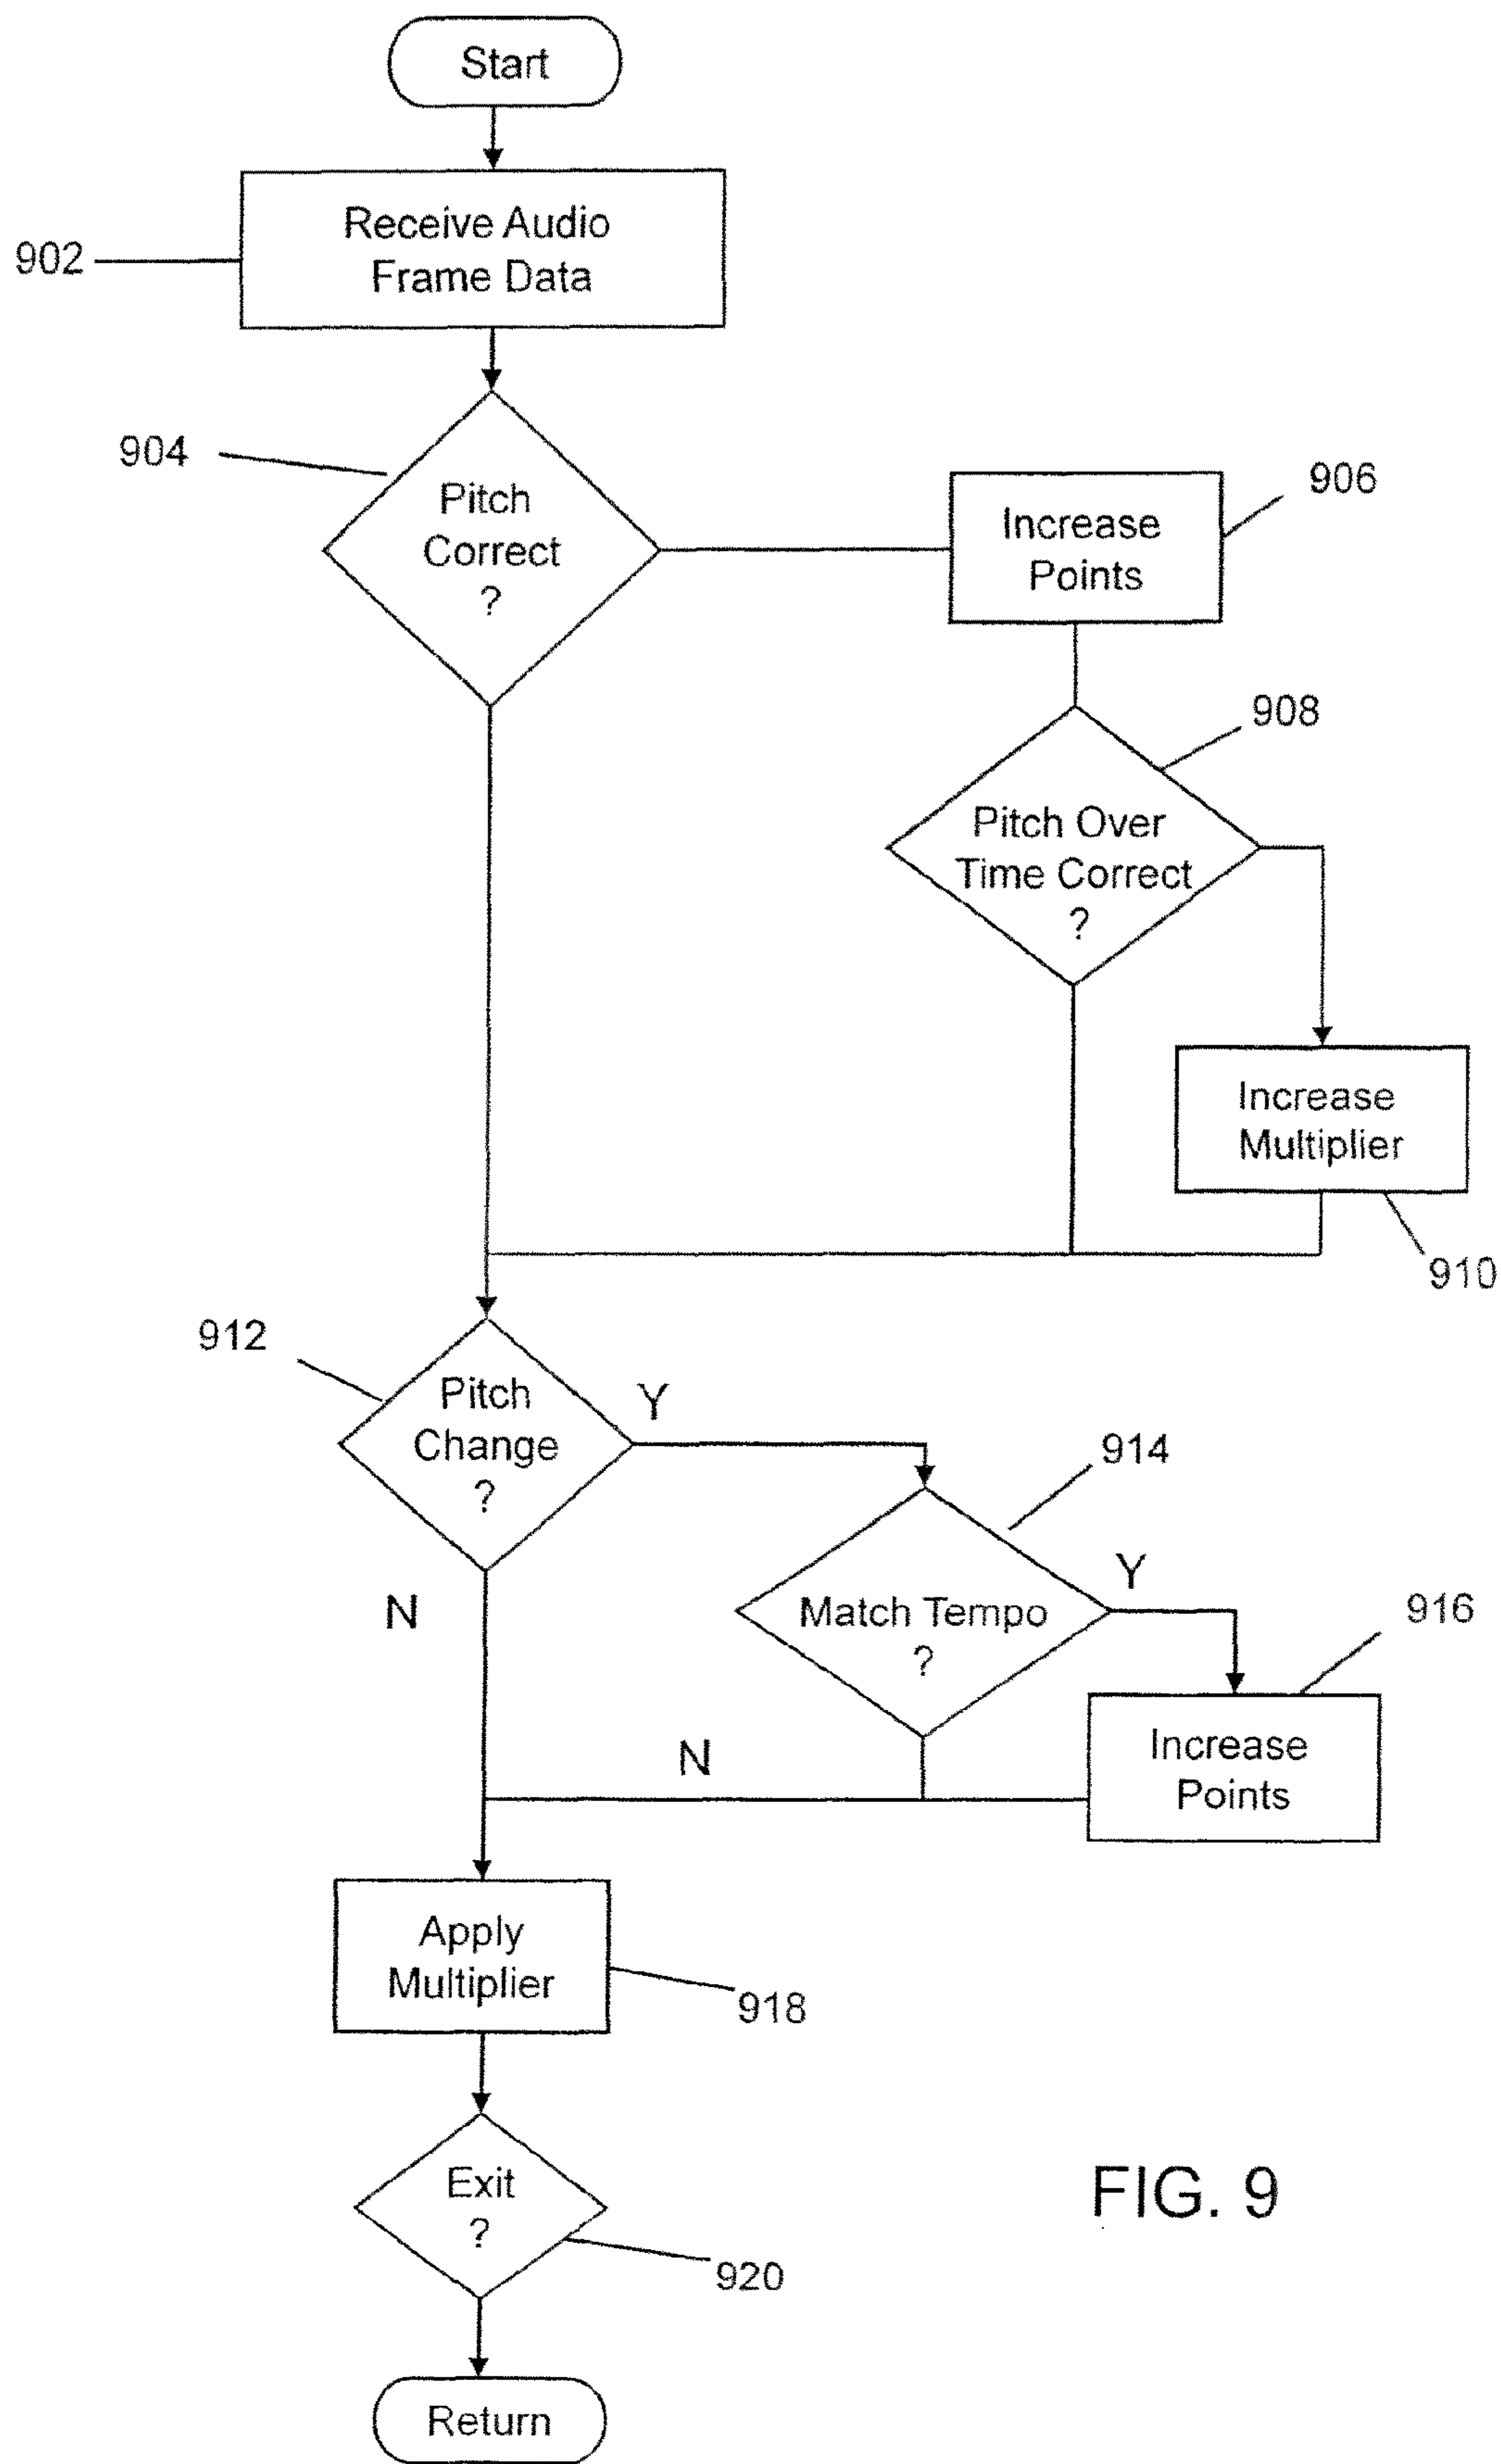 Start
Receive Audio
Frame Data
902
904
Pitch
Correct
?
906
Increase
Points
908
Pitch Over
Time Correct
?
Increase
Multiplier
910
912
Pitch
Change
?
Y
N
914
Match Tempo
?
Y
N
916
Increase
Points
Apply
Multiplier
918
Exit
?
920
FIG. 9
Return